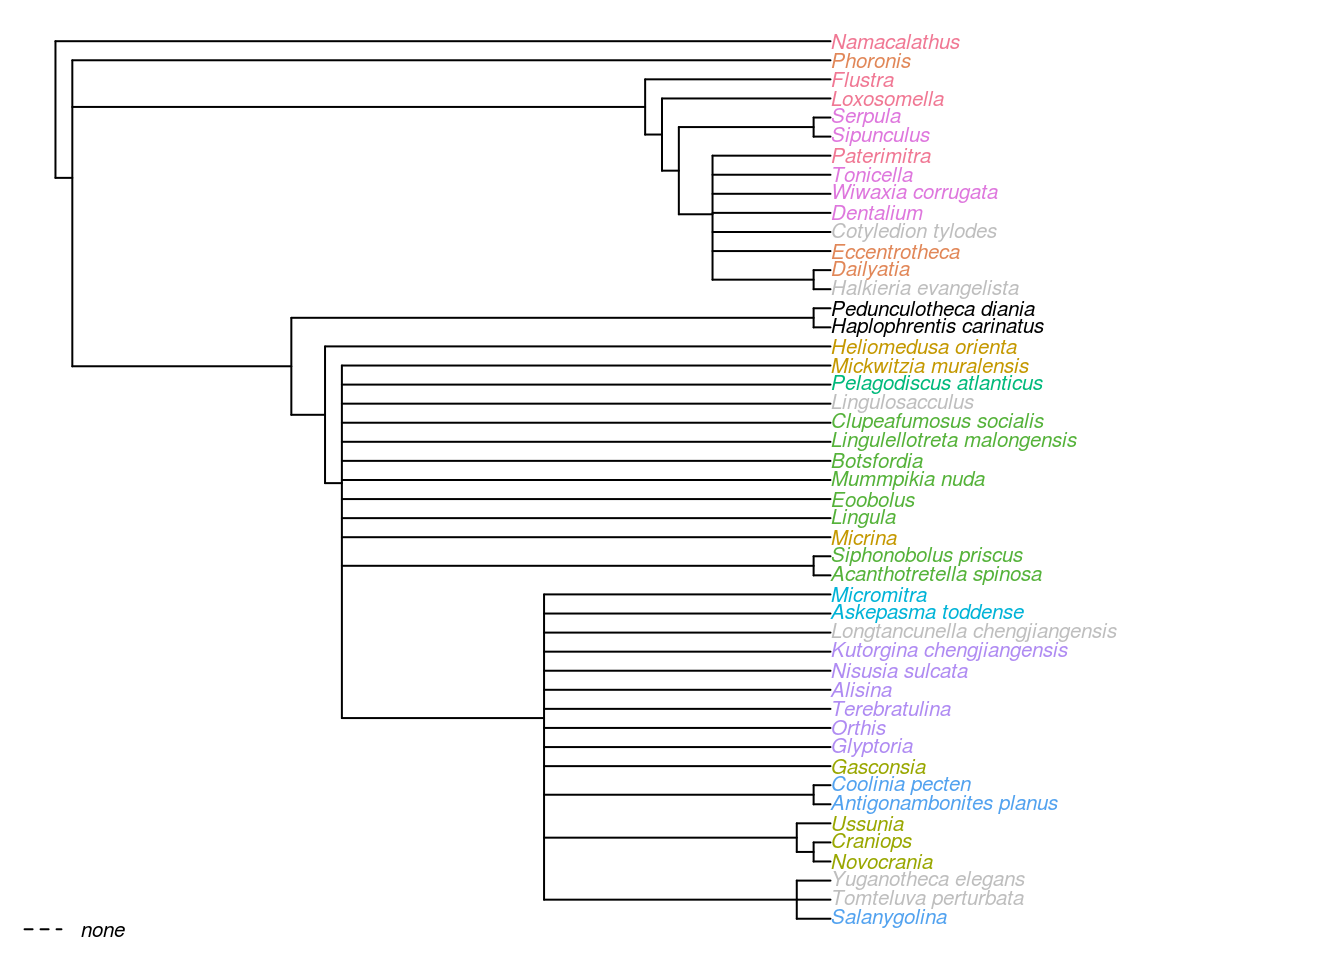 Namacalathus
Phoronis
Flustra
Loxosomella
Serpula
Sipunculus
Paterimitra
Tonicella
Wiwaxia corrugata
Dentalium
Cotyledion tylodes
Eccentrotheca
Dailyatia
Halkieria evangelista
Pedunculotheca diania
Haplophrentis carinatus
Heliomedusa orienta
Mickwitzia muralensis
Pelagodiscus atlanticus
Lingulosacculus
Clupeafumosus socialis
Lingulellotreta malongensis
Botsfordia
Mummpikia nuda
Eoobolus
Lingula
Micrina
Siphonobolus priscus
Acanthotretella spinosa
Micromitra
Askepasma toddense
Longtancunella chengjiangensis
Kutorgina chengjiangensis
Nisusia sulcata
Alisina
Terebratulina
Orthis
Glyptoria
Gasconsia
Coolinia pecten
Antigonambonites planus
Ussunia
Craniops
Novocrania
Yuganotheca elegans
Tomteluva perturbata
Salanygolina
none